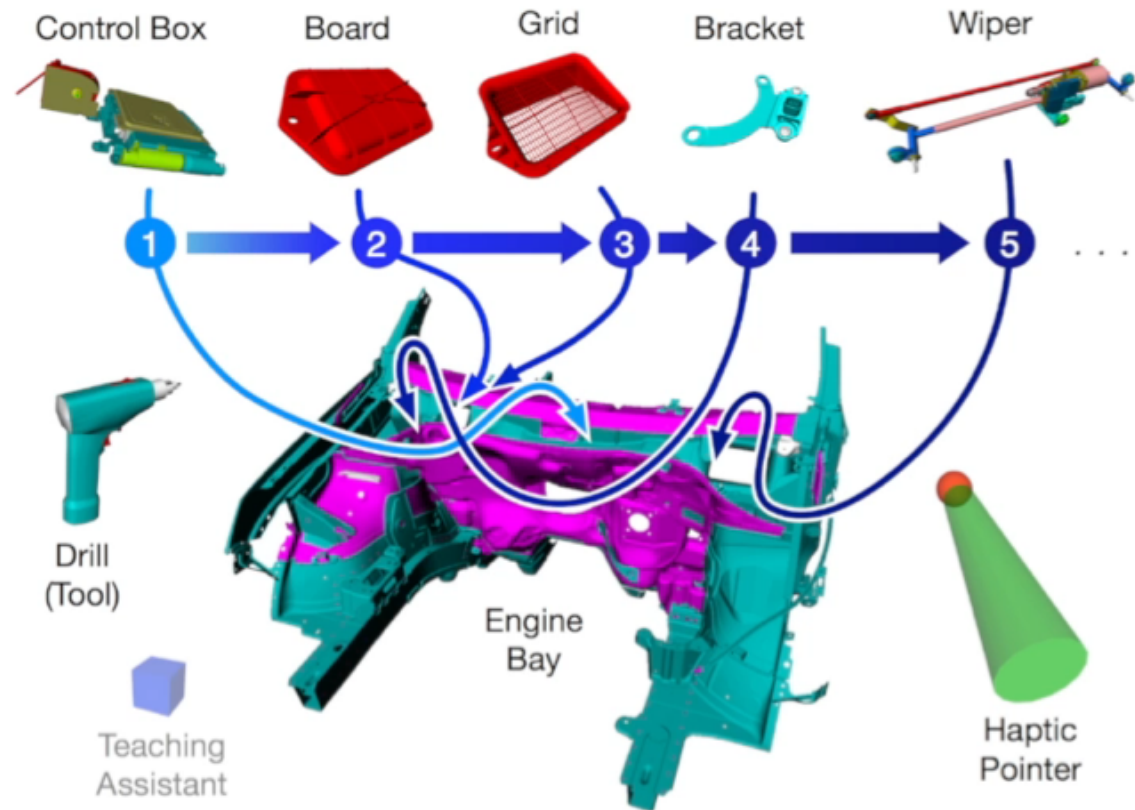 Control Box
Board
Grid
Bracket
Wiper
1
2
3
4
5
. . .
Drill
(Tool)
Engine
Bay
Teaching
Assistant
Haptic
Pointer